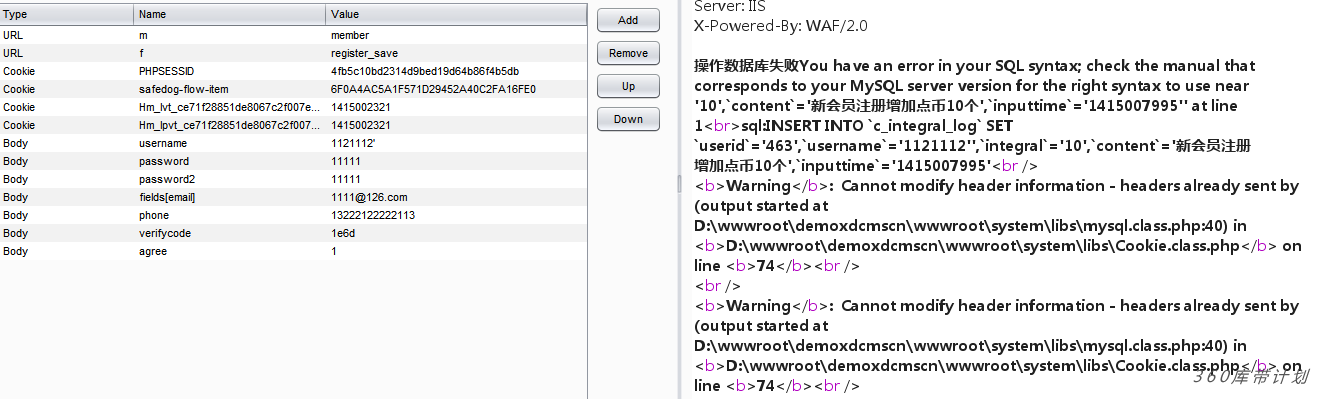 Type Name Value
URL m member
URL f register_save
Cookie PHPSESSID 4fb5c10bd2314d9bed19d64b86f4b5db
Cookie safedog-flow-item 6F0A4AC5A1F571D29452A40C2FA16FE0
Cookie Hm_lvt_ce71f28851de8067c2f007e... 1415002321
Cookie Hm_lpvt_ce71f28851de8067c2f007... 1415002321
Body username 1121112'
Body password 11111
Body password2 11111
Body fields[email] 1111@126.com
Body phone 13222122222113
Body verifycode 1e6d
Body agree 1
Add
Remove
Up
Down
Server: IIS
X-Powered-By: WAF/2.0
操作数据库失败You have an error in your SQL syntax; check the manual that
corresponds to your MySQL server version for the right syntax to use near
'10',`content`='新会员注册增加点币10个',`inputtime`='1415007995'' at line
1<br>sql:INSERT INTO `c_integral_log` SET
`userid`='463',`username`='1121112'',`integral`='10',`content`='新会员注册
增加点币10个',`inputtime`='1415007995'<br />
<b>Warning</b>:  Cannot modify header information - headers already sent by
(output started at
D:\wwwroot\demoxdcmscn\wwwroot\system\libs\mysql.class.php:40) in
<b>D:\wwwroot\demoxdcmscn\wwwroot\system\libs\Cookie.class.php</b> on
line <b>74</b><br />
<br />
<b>Warning</b>:  Cannot modify header information - headers already sent by
(output started at
D:\wwwroot\demoxdcmscn\wwwroot\system\libs\mysql.class.php:40) in
<b>D:\wwwroot\demoxdcmscn\wwwroot\system\libs\Cookie.class.php</b> on
line <b>74</b><br />
360库带计划